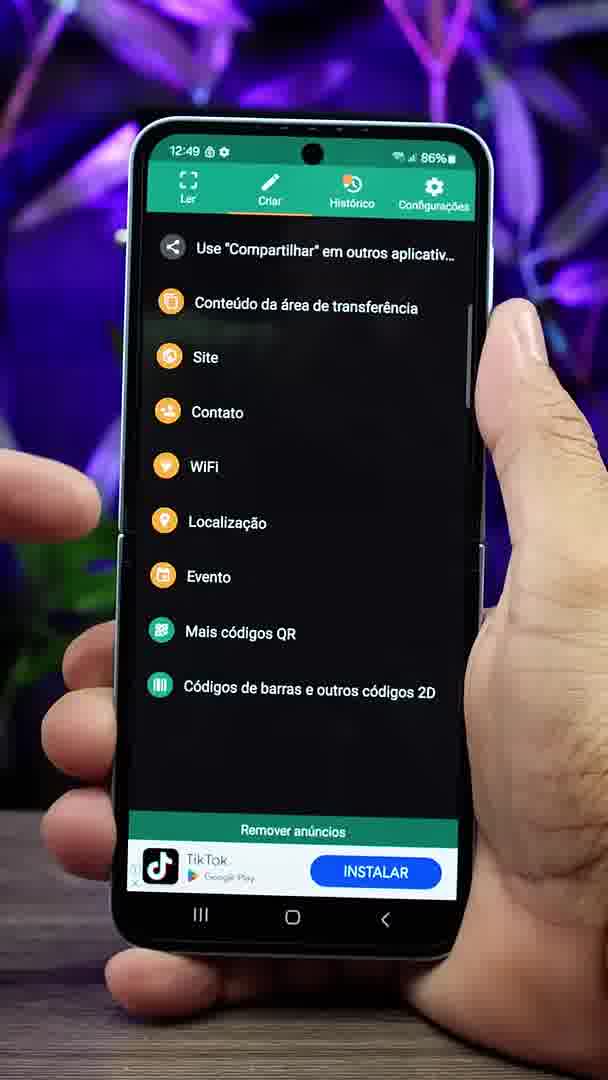 12:49
86%
Ler
Criar
Histórico
Configurações
Use "Compartilhar" em outros aplicativ...
Conteúdo da área de transferência
Site
Contato
WiFi
Localização
Evento
Mais códigos QR
Códigos de barras e outros códigos 2D
Remover anúncios
TikTok
Google Play
INSTALAR